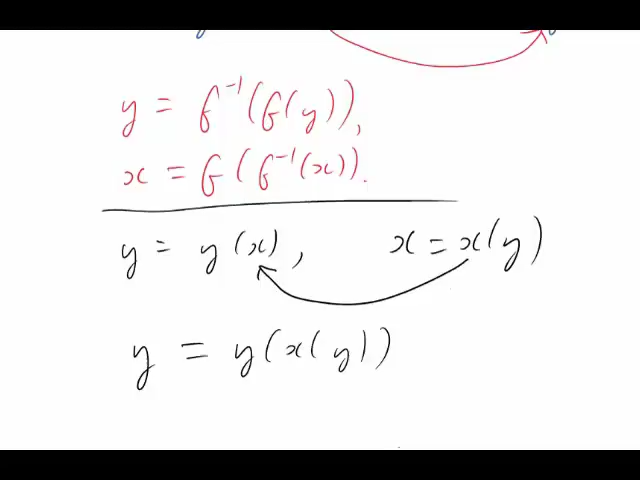 y = f⁻¹(f(y)),
x = f(f⁻¹(x)).
y = y(x), x = x(y)
y = y(x(y))